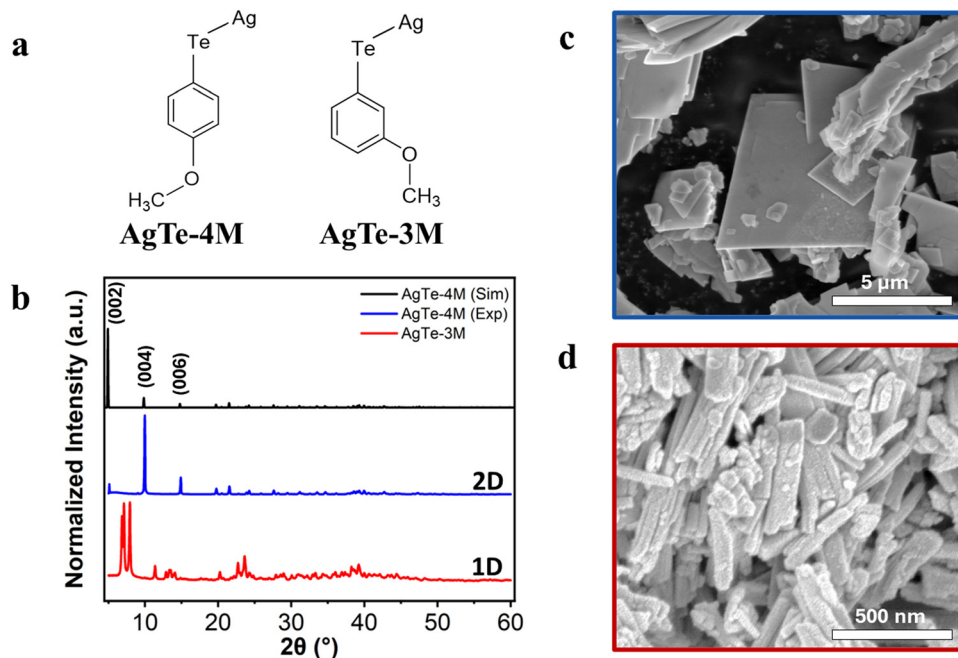 a
Ag
Te
O
H₃C
AgTe-4M
Ag
Te
O
CH₃
AgTe-3M
b
Normalized Intensity (a.u.)
(002)
(004)
(006)
AgTe-4M (Sim)
AgTe-4M (Exp)
AgTe-3M
2D
1D
0
10
20
30
40
50
60
2θ (°)
c
5 µm
d
500 nm